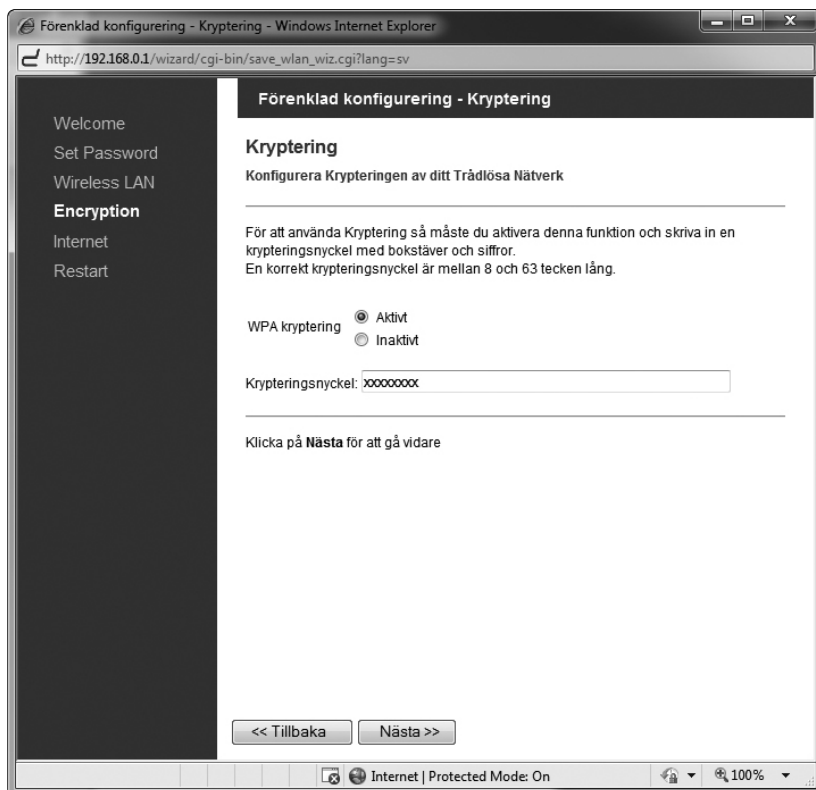 Förenklad konfigurering - Kryptering - Windows Internet Explorer
http://192.168.0.1/wizard/cgi-bin/save_wlan_wiz.cgi?lang=sv
Welcome
Set Password
Wireless LAN
Encryption
Internet
Restart
Förenklad konfigurering - Kryptering
Kryptering
Konfigurera Krypteringen av ditt Trådlösa Nätverk
För att använda Kryptering så måste du aktivera denna funktion och skriva in en
krypteringsnyckel med bokstäver och siffror.
En korrekt krypteringsnyckel är mellan 8 och 63 tecken lång.
WPA kryptering
Aktivt
Inaktivt
Krypteringsnyckel: xxxxxxxx
Klicka på Nästa för att gå vidare
<< Tillbaka
Nästa >>
Internet | Protected Mode: On
100%